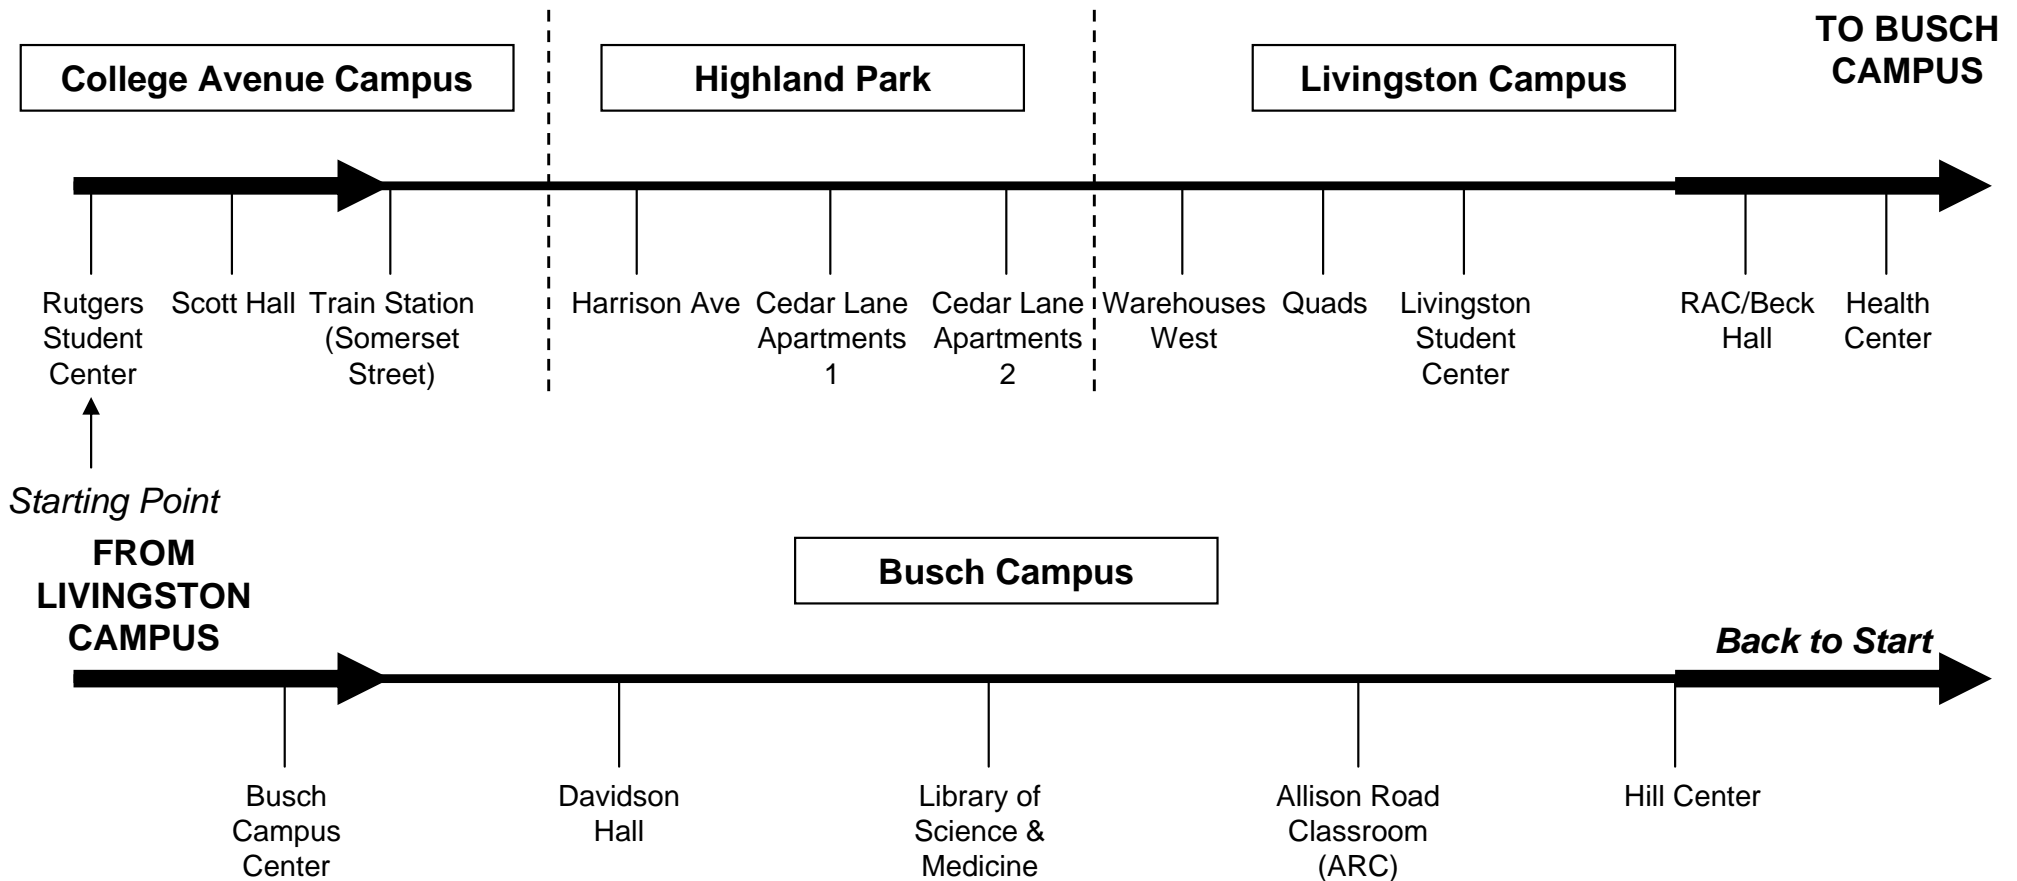 TO BUSCH
CAMPUS
College Avenue Campus
Highland Park
Livingston Campus
Rutgers
Student
Center
Scott Hall
Train Station
(Somerset
Street)
Harrison Ave
Cedar Lane
Apartments
1
Cedar Lane
Apartments
2
Warehouses
West
Quads
Livingston
Student
Center
RAC/Beck
Hall
Health
Center
Starting Point
FROM
LIVINGSTON
CAMPUS
Busch Campus
Back to Start
Busch
Campus
Center
Davidson
Hall
Library of
Science &
Medicine
Allison Road
Classroom
(ARC)
Hill Center